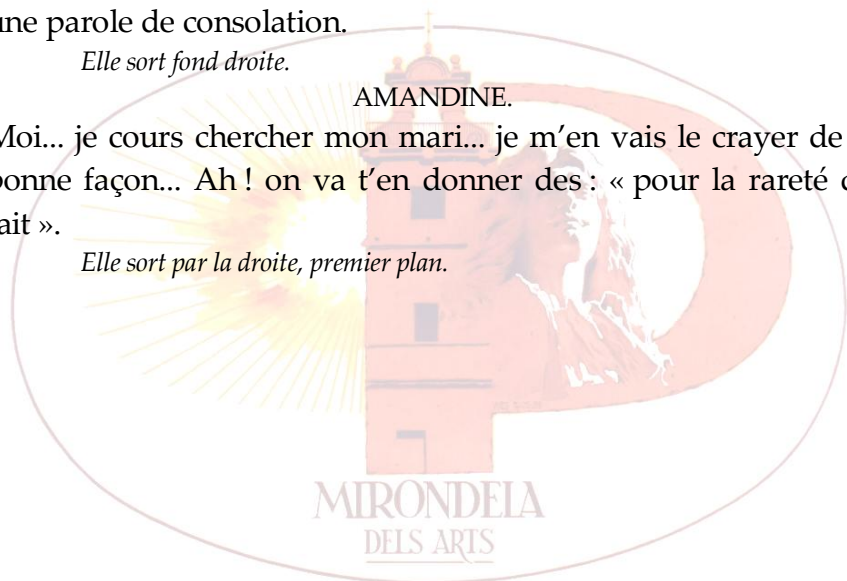 une parole de consolation.
Elle sort fond droite.
AMANDINE.
Moi... je cours chercher mon mari... je m'en vais le crayer de
bonne façon... Ah ! on va t'en donner des : « pour la rareté
ait ».
Elle sort par la droite, premier plan.
MIRONDELA
DELS ARTS